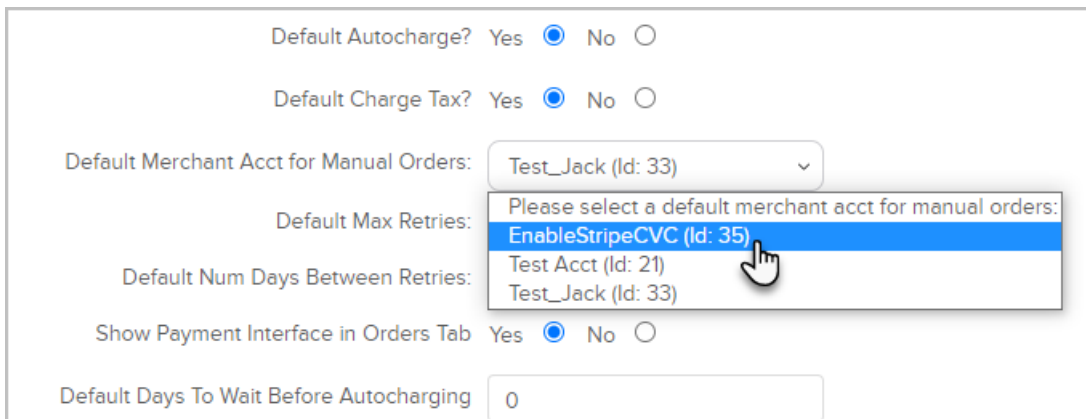 Default Autocharge? Yes No
Default Charge Tax? Yes No
Default Merchant Acct for Manual Orders: Test_Jack (Id: 33)
Please select a default merchant acct for manual orders:
Default Max Retries:
EnableStripeCVC (Id: 35)
Test Acct (Id: 21)
Default Num Days Between Retries:
Test_Jack (Id: 33)
Show Payment Interface in Orders Tab Yes No
Default Days To Wait Before Autocharging 0